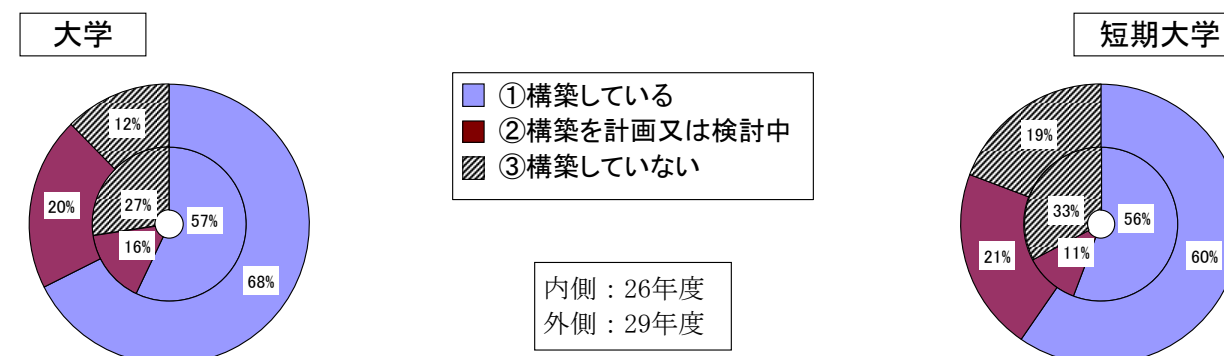 大学
短期大学
①構築している
②構築を計画又は検討中
③構築していない
12%
20%
27%
57%
16%
68%
内側：26年度
外側：29年度
19%
33%
56%
21%
11%
60%